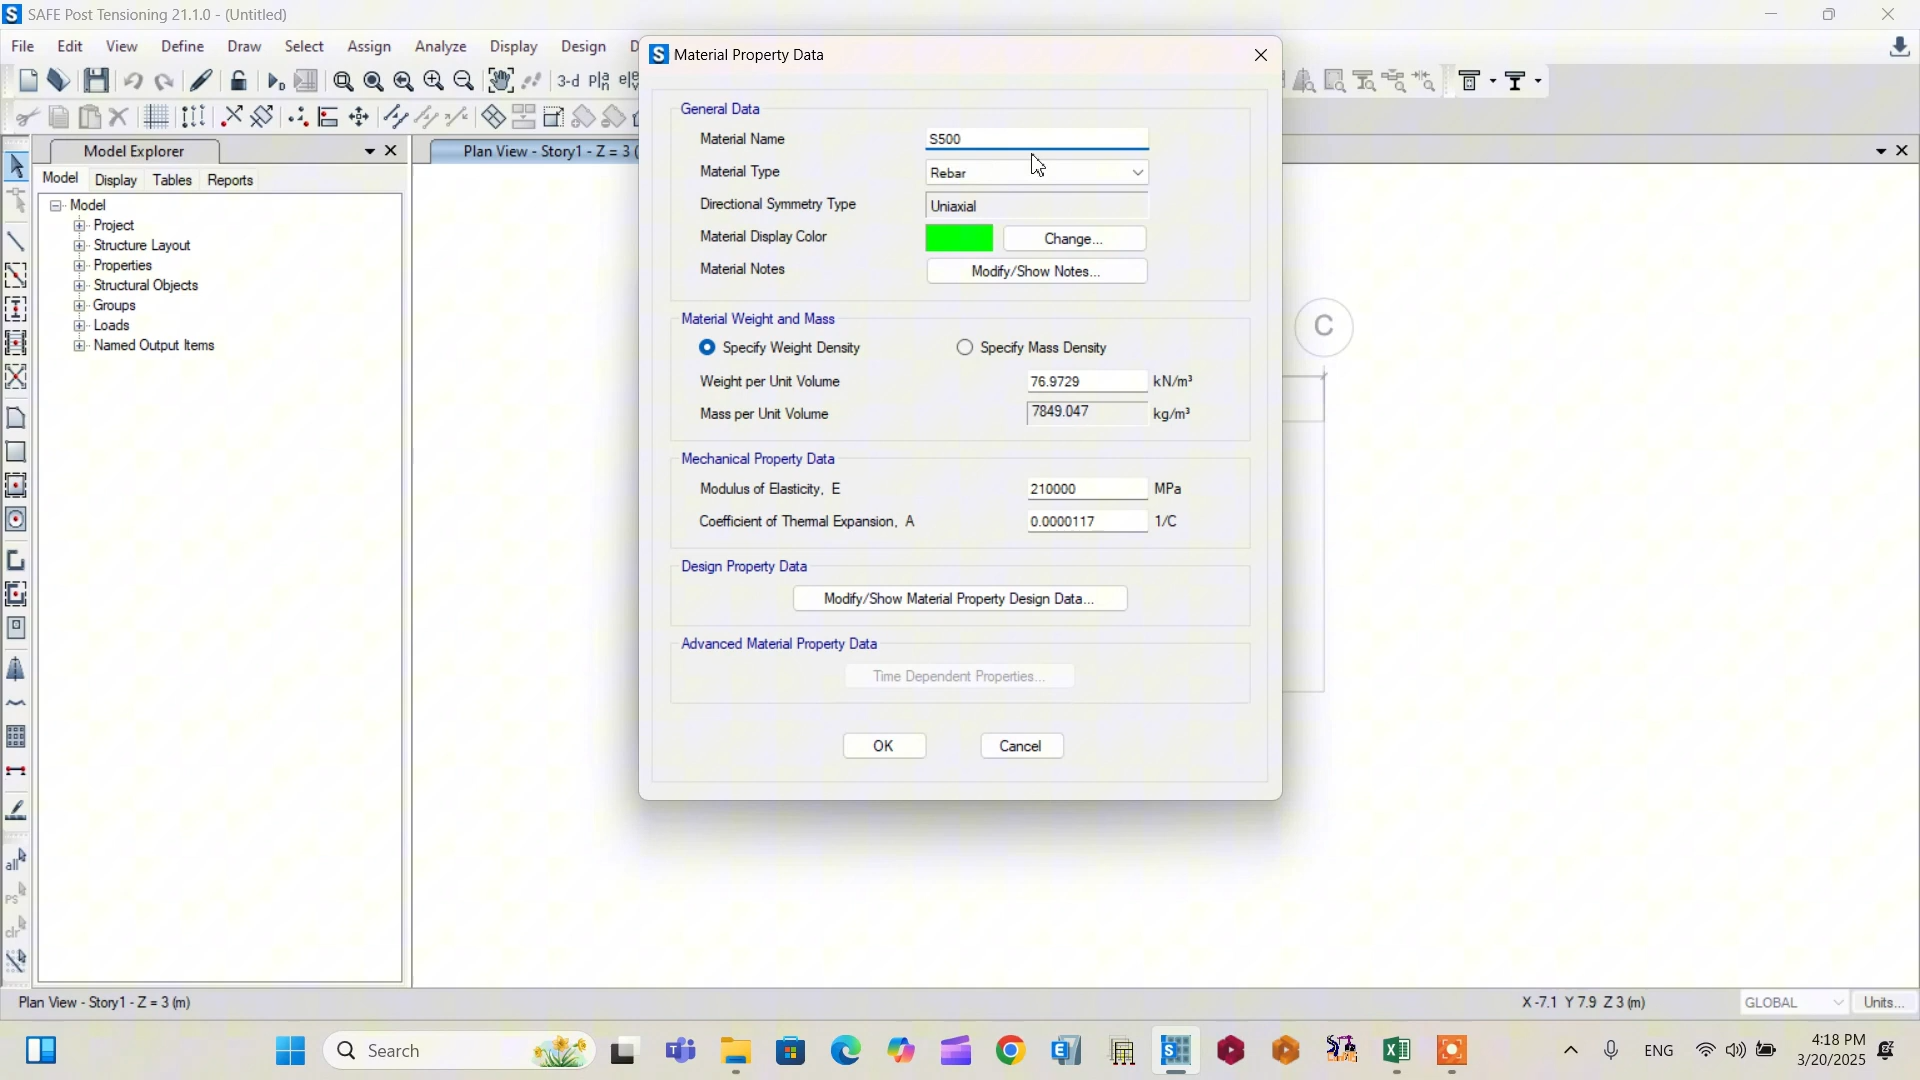 SAFE Post Tensioning 21.1.0 - (Untitled)
File Edit View Define Draw Select Assign Analyze Display Design
3-d
Model Explorer
Plan View - Story1 - Z = 3 (
Model Display Tables Reports
Model
Project
Structure Layout
Properties
Structural Objects
Groups
Loads
Named Output Items
Material Property Data
General Data
Material Name S500
Material Type Rebar
Directional Symmetry Type Uniaxial
Material Display Color Change...
Material Notes Modify/Show Notes...
Material Weight and Mass
Specify Weight Density Specify Mass Density
Weight per Unit Volume 76.9729 kN/m³
Mass per Unit Volume 7849.047 kg/m³
Mechanical Property Data
Modulus of Elasticity, E 210000 MPa
Coefficient of Thermal Expansion, A 0.0000117 1/C
Design Property Data
Modify/Show Material Property Design Data...
Advanced Material Property Data
Time Dependent Properties...
OK Cancel
C
all
ps
clr
Plan View - Story1 - Z = 3 (m)
X -7.1 Y 7.9 Z 3 (m)
GLOBAL
Units...
Search
ENG
4:18 PM
3/20/2025